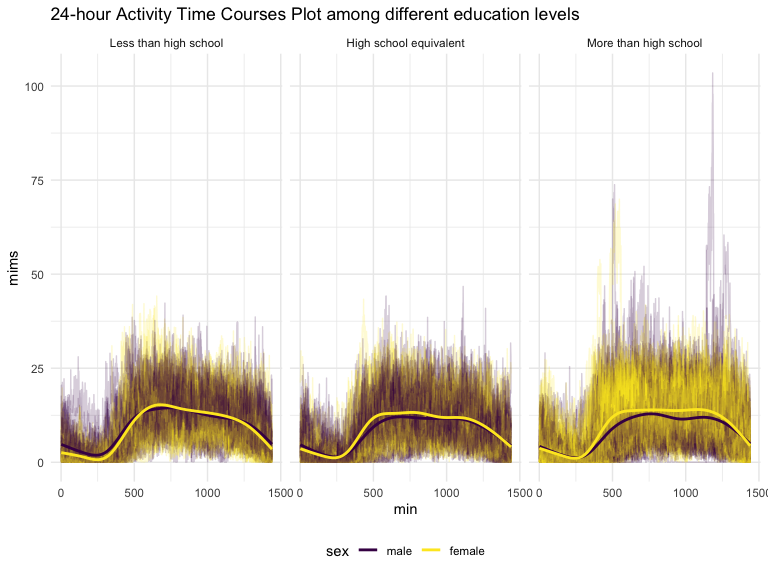 24-hour Activity Time Courses Plot among different education levels
Less than high school High school equivalent More than high school
100
75
50
25
0
mims
0 500 1000 1500 0 500 1000 1500 0 500 1000 1500
min
sex male female